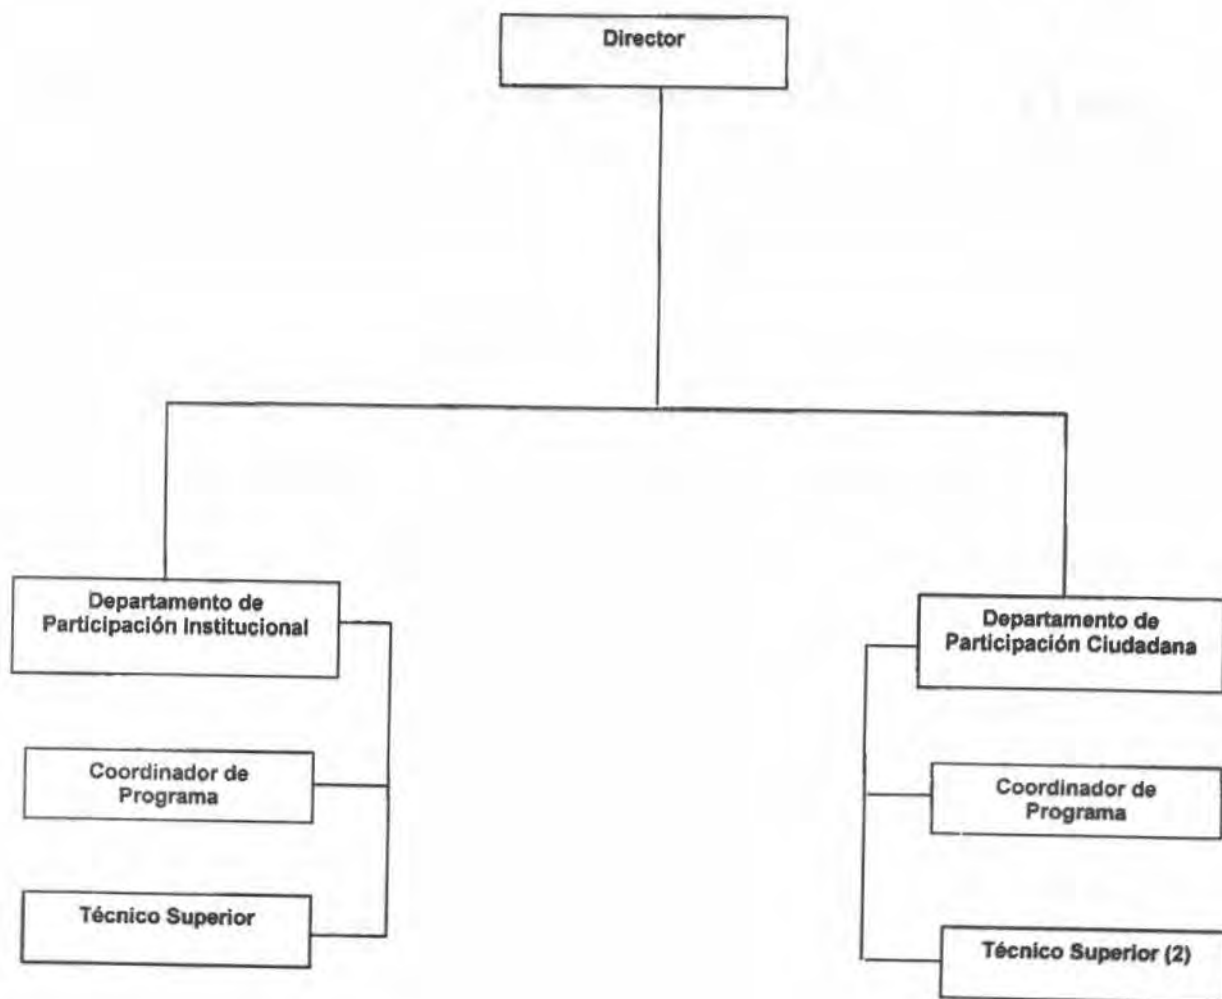 Director
Departamento de
Participación Institucional
Coordinador de
Programa
Técnico Superior
Departamento de
Participación Ciudadana
Coordinador de
Programa
Técnico Superior (2)